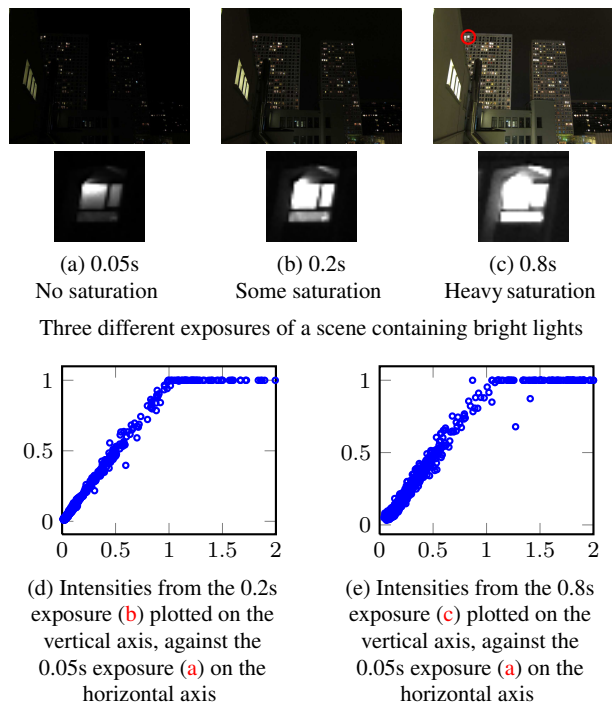 (a) 0.05s
No saturation
(b) 0.2s
Some saturation
(c) 0.8s
Heavy saturation
Three different exposures of a scene containing bright lights
1
0.5
0
0 0.5 1 1.5 2
(d) Intensities from the 0.2s
exposure (b) plotted on the
vertical axis, against the
0.05s exposure (a) on the
horizontal axis
1
0.5
0
0 0.5 1 1.5 2
(e) Intensities from the 0.8s
exposure (c) plotted on the
vertical axis, against the
0.05s exposure (a) on the
horizontal axis